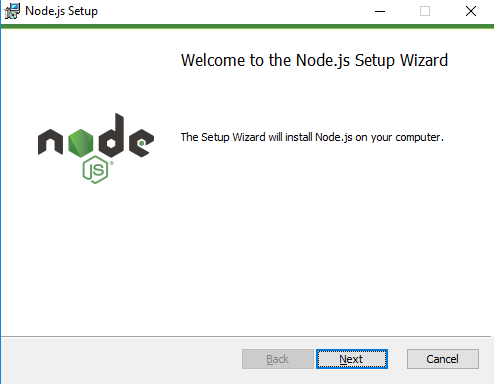 Node.js Setup
Welcome to the Node.js Setup Wizard
The Setup Wizard will install Node.js on your computer.
node
JS®
Back
Next
Cancel